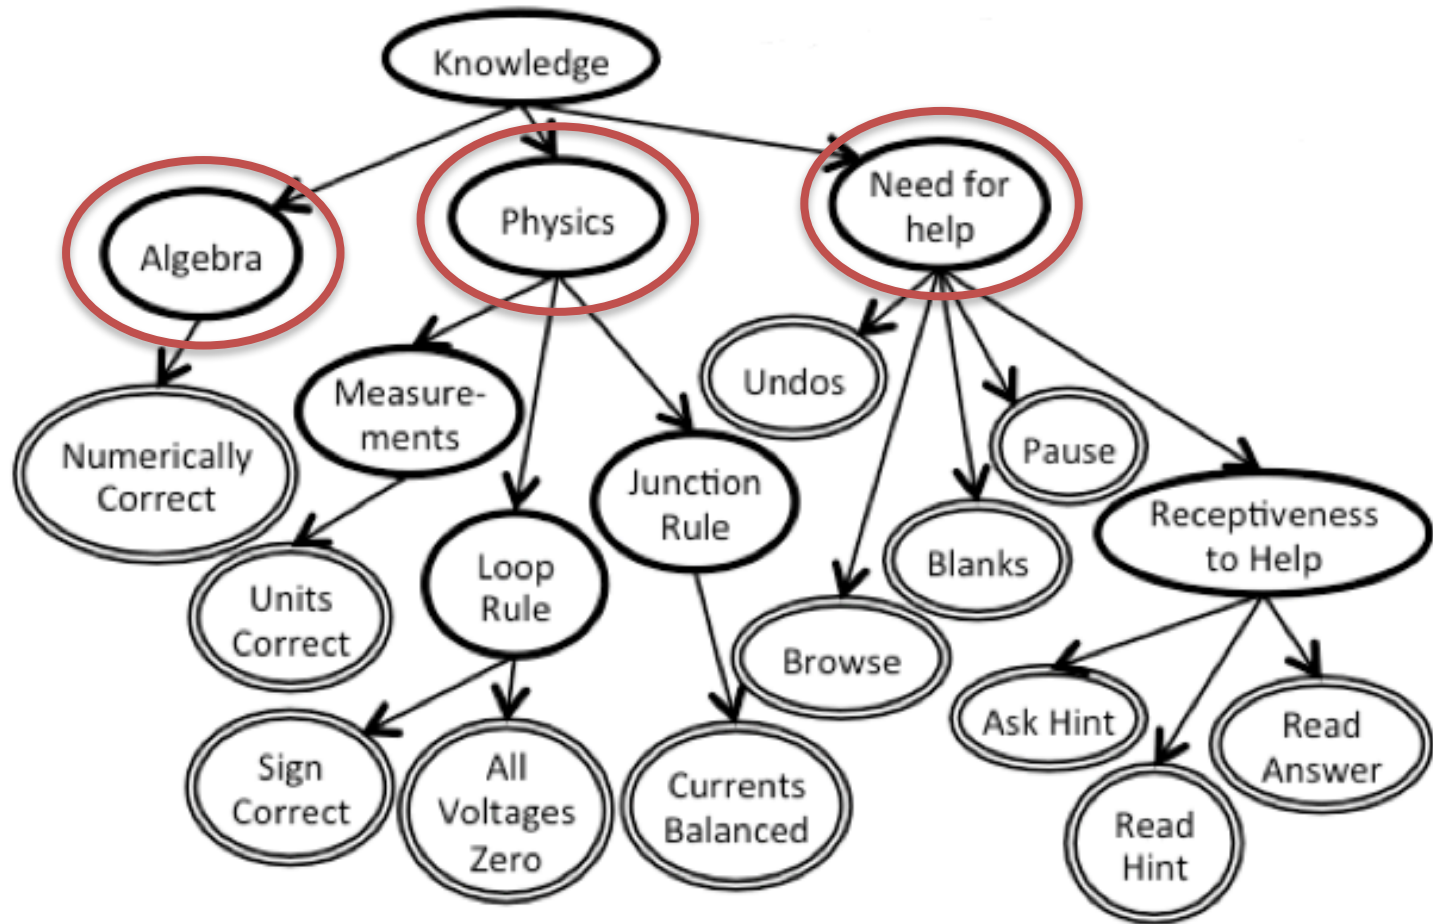 Knowledge
Algebra
Physics
Need for
help
Numerically
Correct
Measure-
ments
Units
Correct
Loop
Rule
Junction
Rule
Sign
Correct
All
Voltages
Zero
Currents
Balanced
Undos
Browse
Blanks
Pause
Receptiveness
to Help
Ask Hint
Read
Hint
Read
Answer